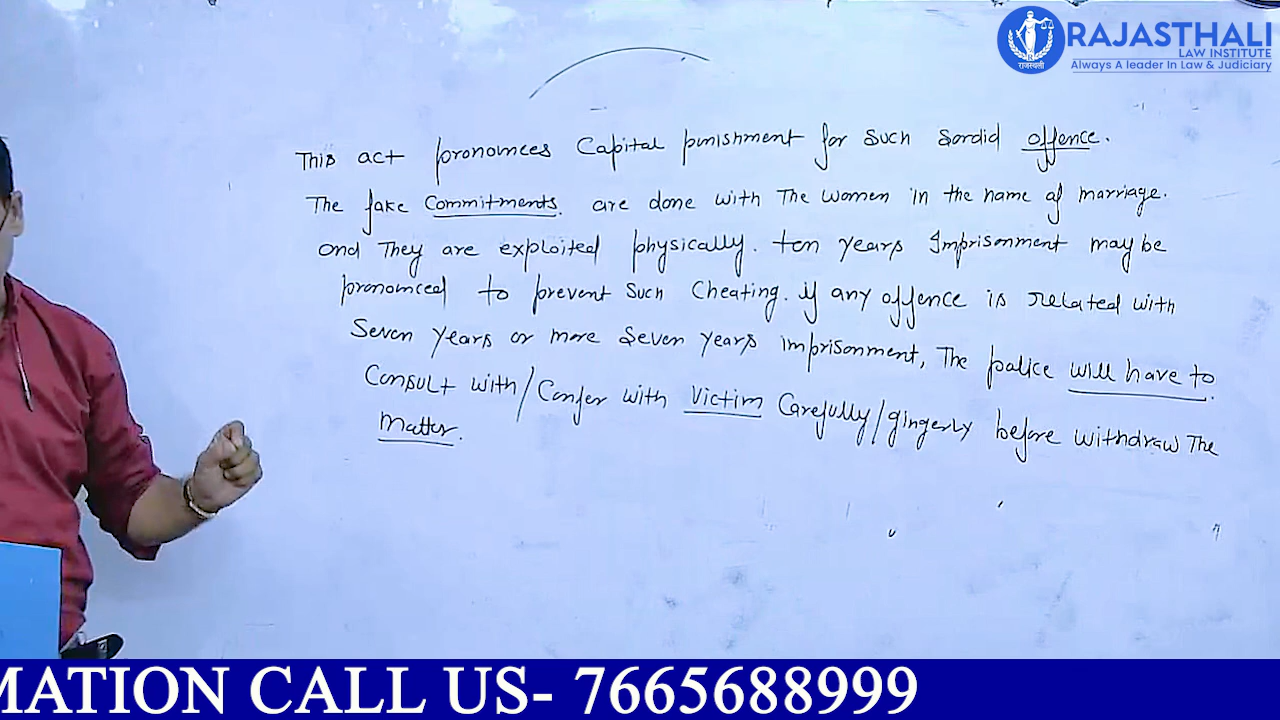 RAJASTHALI
LAW INSTITUTE
Always A leader In Law & Judiciary
राजस्थली
This act pronounces Capital punishment for such sordid offence.
The fake Commitments. are done with The women in the name of marriage.
and They are exploited physically. ten years Imprisonment may be
pronounced to prevent such Cheating. if any offence is related with
Seven years or more Seven years imprisonment, The police will have to
Consult with/Confer with Victim Carefully/gingerly before withdraw The
Matter.
MATION CALL US- 7665688999